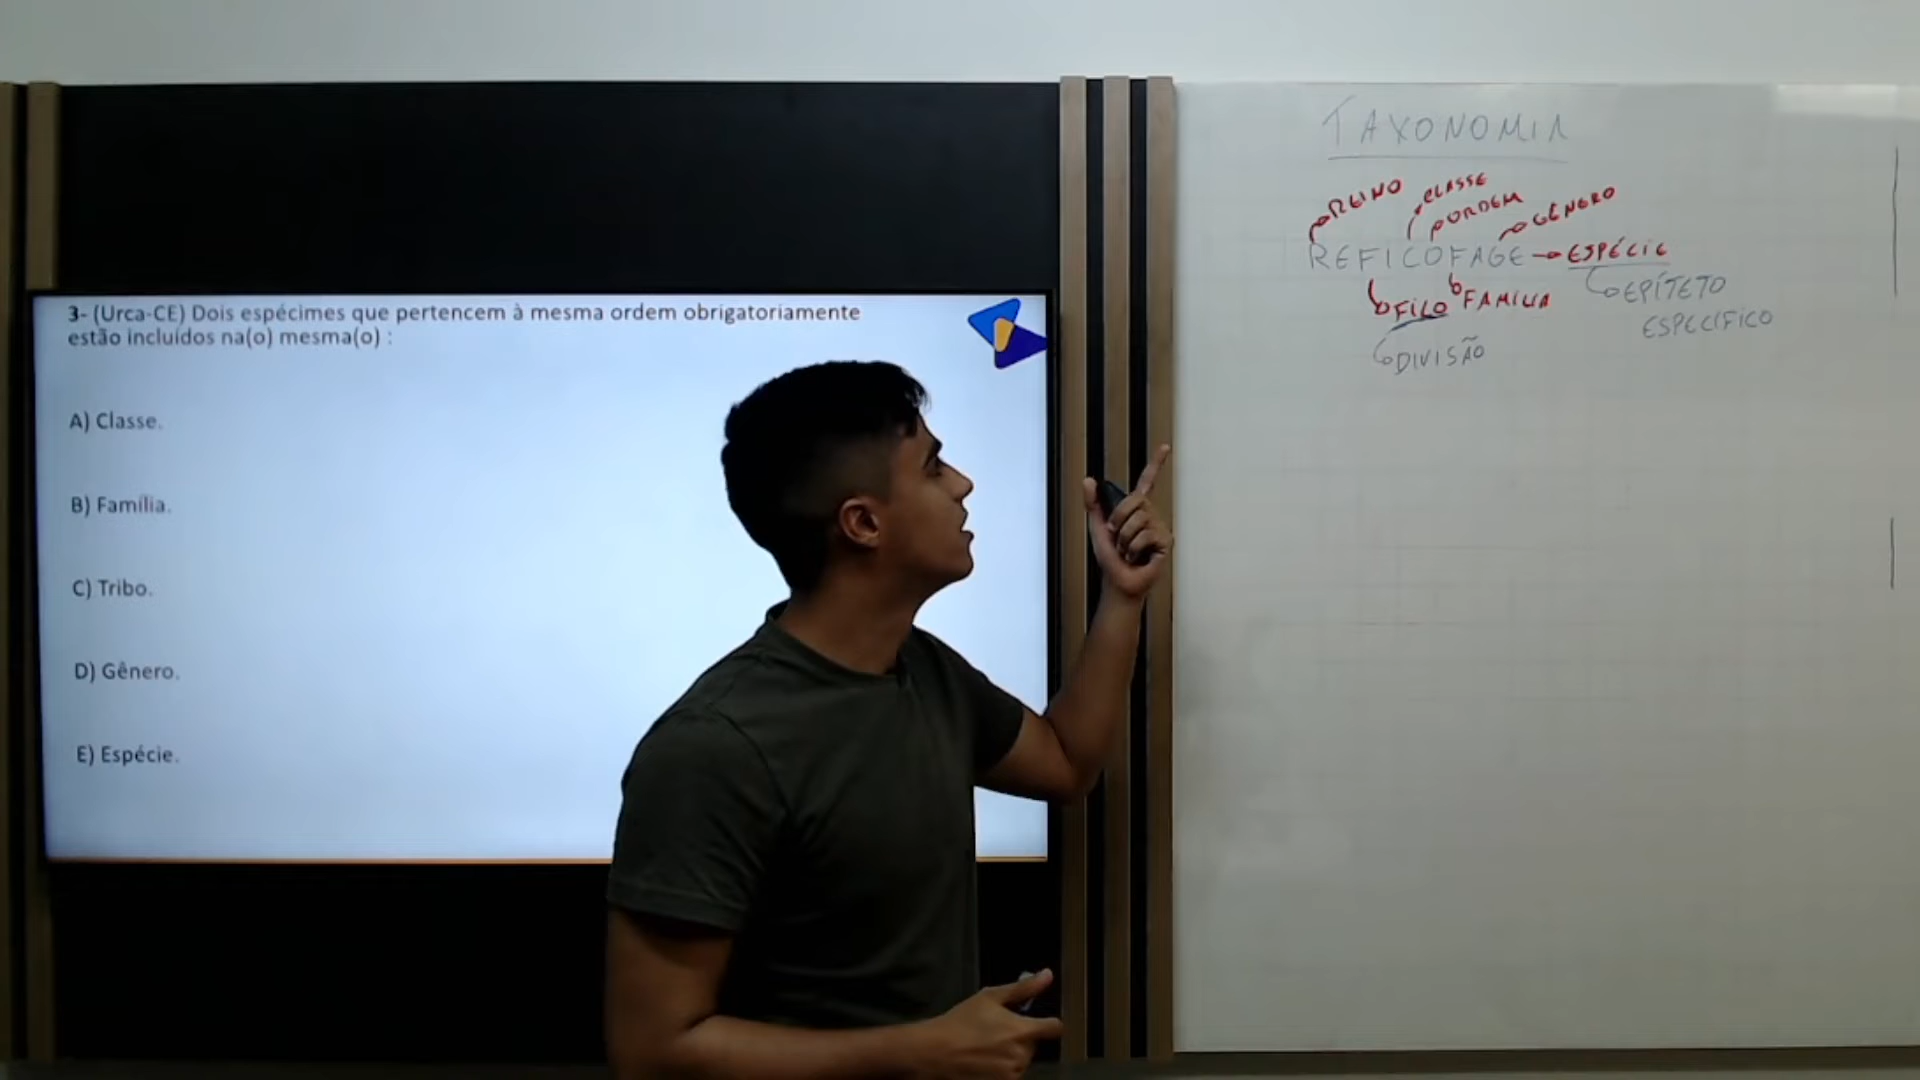 3- (Urca-CE) Dois espécimes que pertencem à mesma ordem obrigatoriamente
estão incluídos na(o) mesma(o) :
A) Classe.
B) Família.
C) Tribo.
D) Gênero.
E) Espécie.
TAXONOMIA
REINO CLASSE
ORDEM GÊNERO
REFICOFAGE ESPÉCIE
FILO FAMÍLIA EPÍTETO
ESPECÍFICO
DIVISÃO